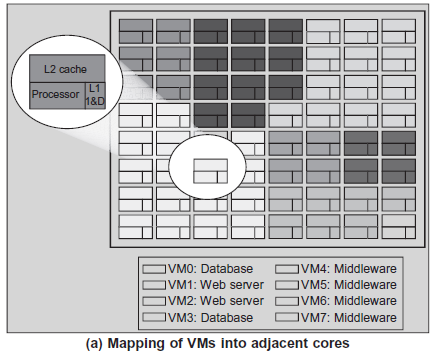 L2 cache
Processor
L1
1&D
VM0: Database
VM1: Web server
VM2: Web server
VM3: Database
VM4: Middleware
VM5: Middleware
VM6: Middleware
VM7: Middleware
(a) Mapping of VMs into adjacent cores